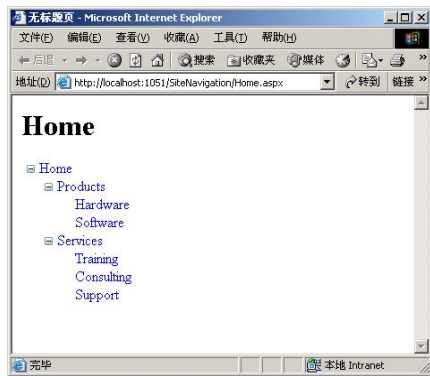 无标题页 - Microsoft Internet Explorer
文件(F) 编辑(E) 查看(V) 收藏(A) 工具(T) 帮助(H)
后退 搜索 收藏夹 媒体 »
地址(D) http://localhost:1051/SiteNavigation/Home.aspx 转到 链接 »
Home
Home
Products
Hardware
Software
Services
Training
Consulting
Support
完毕 本地 Intranet